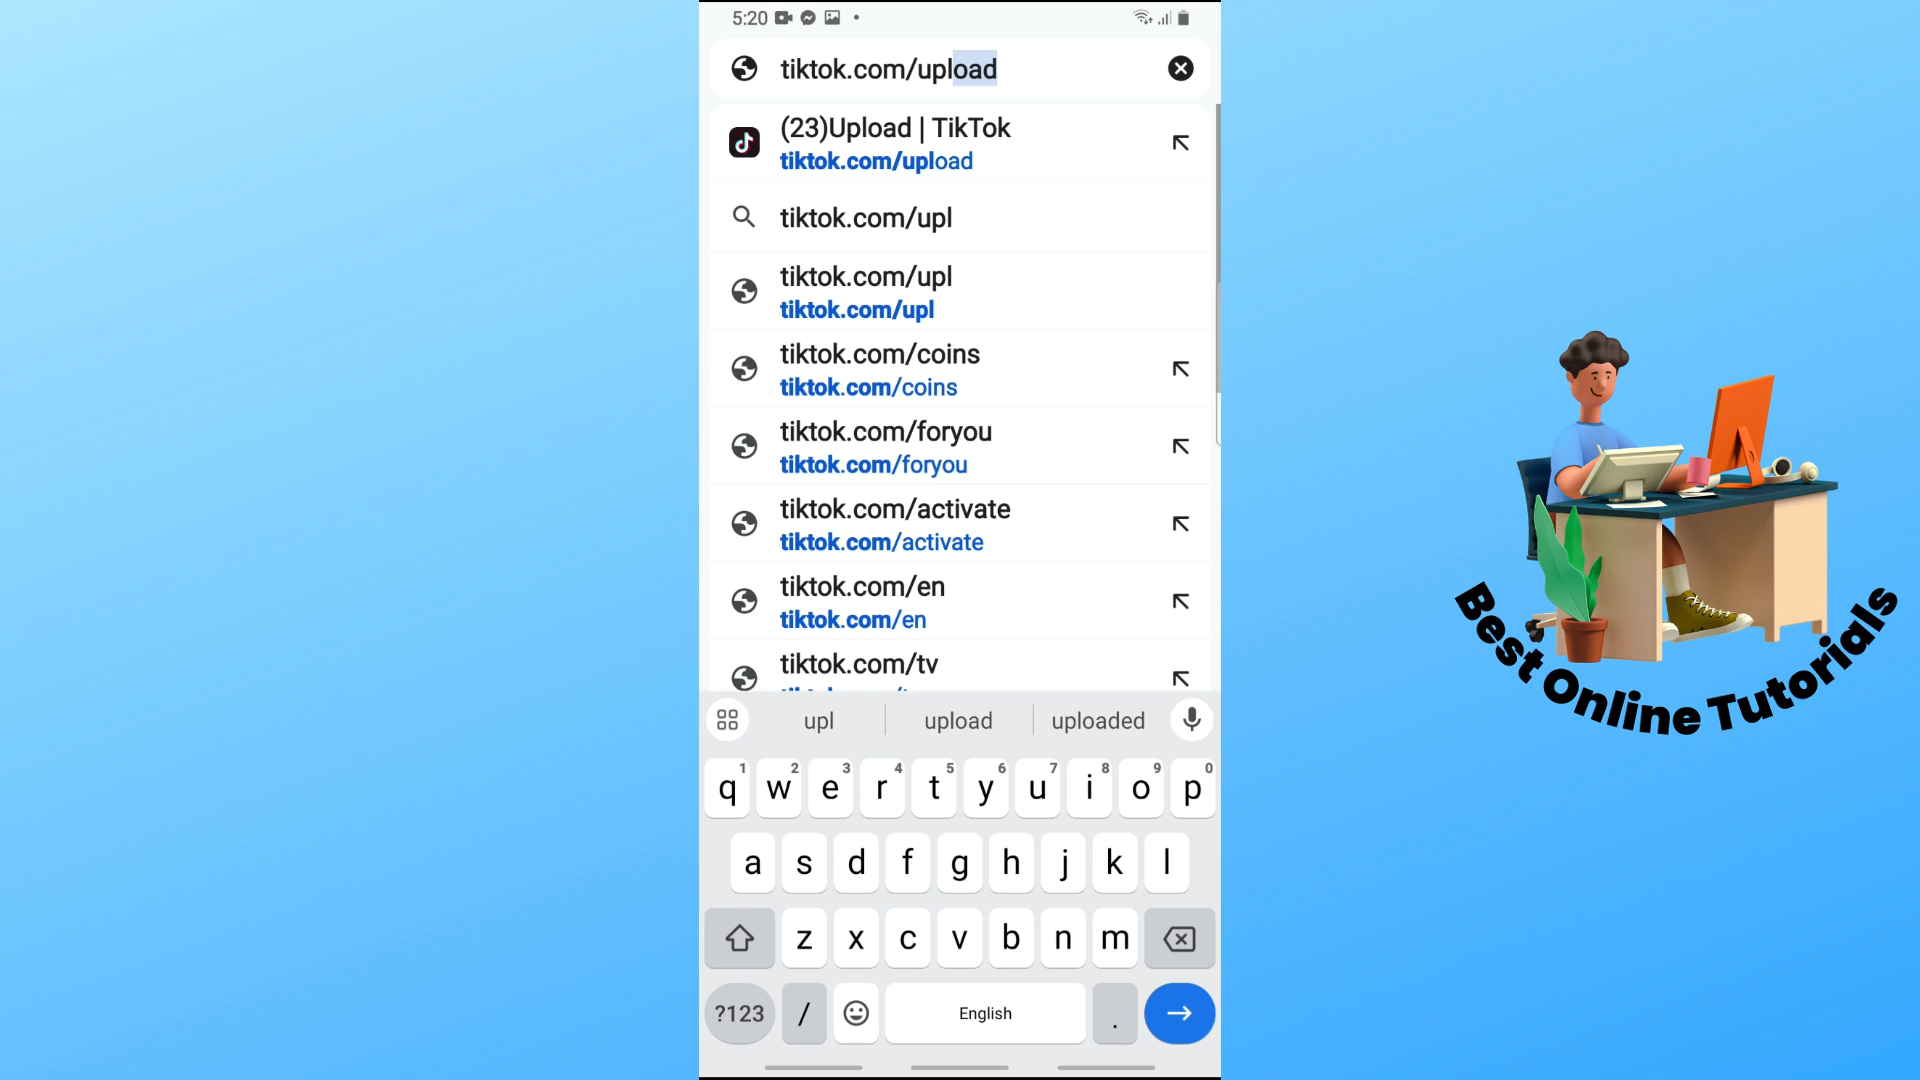 5:20
tiktok.com/upload
(23)Upload | TikTok
tiktok.com/upload
tiktok.com/upl
tiktok.com/upl
tiktok.com/upl
tiktok.com/coins
tiktok.com/coins
tiktok.com/foryou
tiktok.com/foryou
tiktok.com/activate
tiktok.com/activate
tiktok.com/en
tiktok.com/en
tiktok.com/tv
upl upload uploaded
1 2 3 4 5 6 7 8 9 0
q w e r t y u i o p
a s d f g h j k l
z x c v b n m
?123 / English .
Best Online Tutorials